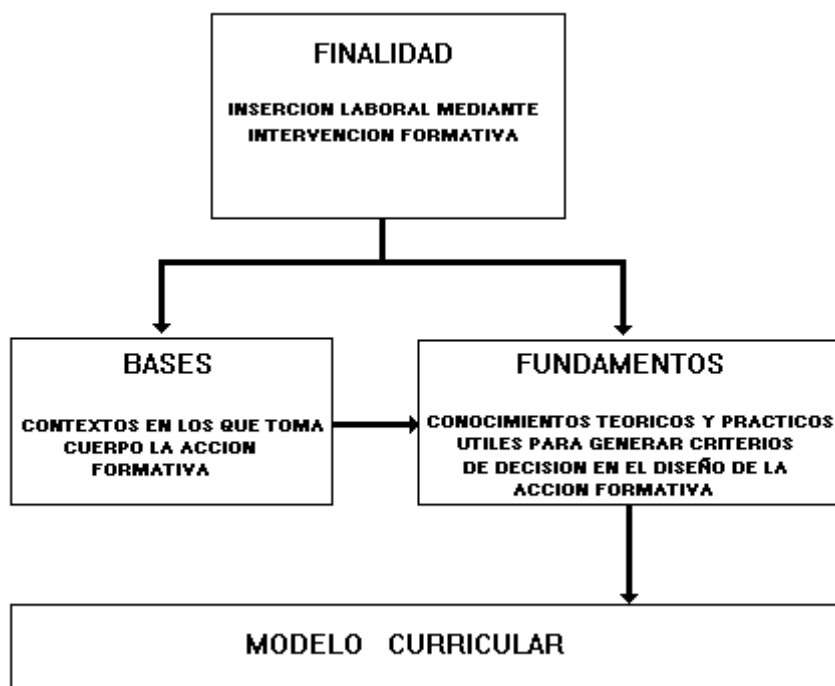 FINALIDAD
INSERCION LABORAL MEDIANTE
INTERVENCION FORMATIVA
BASES
CONTEXTOS EN LOS QUE TOMA
CUERPO LA ACCION
FORMATIVA
FUNDAMENTOS
CONOCIMIENTOS TEORICOS Y PRACTICOS
UTILES PARA GENERAR CRITERIOS
DE DECISION EN EL DISEÑO DE LA
ACCION FORMATIVA
MODELO CURRICULAR